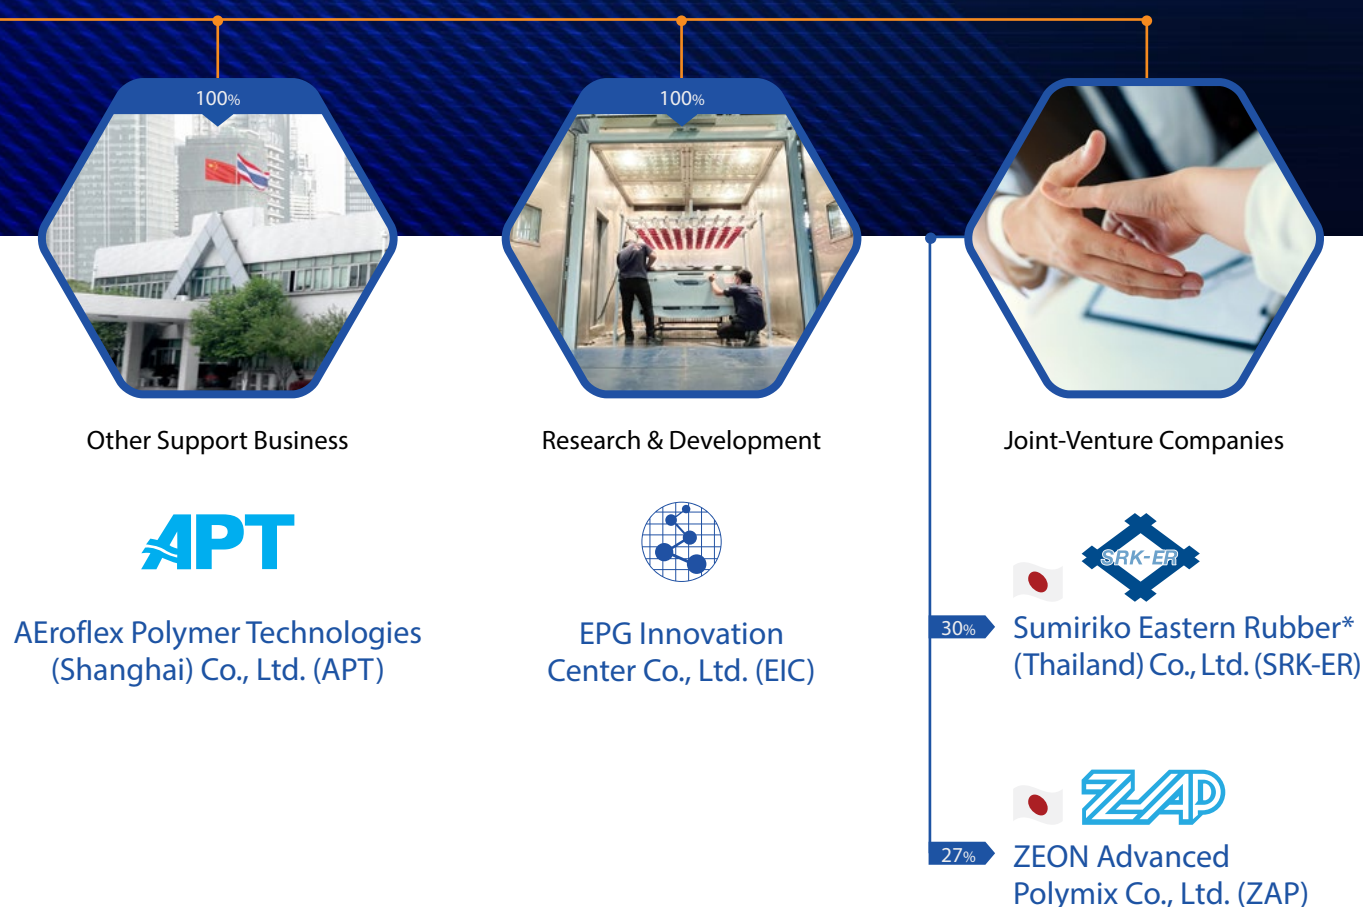 100%
100%
Other Support Business
Research & Development
Joint-Venture Companies
APT
AEroflex Polymer Technologies
(Shanghai) Co., Ltd. (APT)
EPG Innovation
Center Co., Ltd. (EIC)
SRK-ER
30%
Sumiriko Eastern Rubber*
(Thailand) Co., Ltd. (SRK-ER)
ZAP
27%
ZEON Advanced
Polymix Co., Ltd. (ZAP)